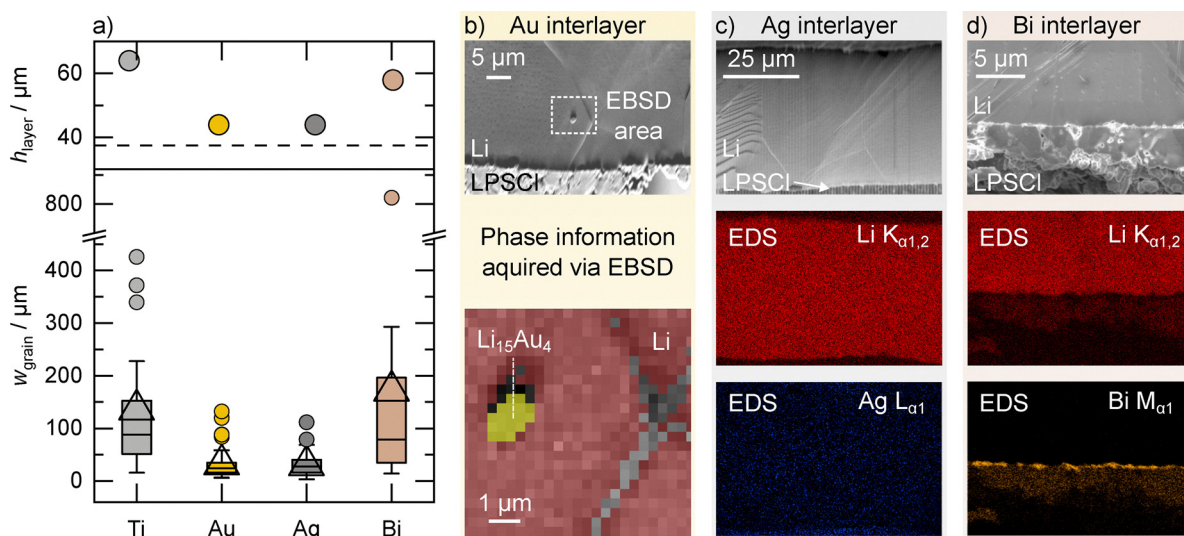 a)
h_layer / µm
60
40
800
w_grain / µm
400
300
200
100
0
Ti
Au
Ag
Bi
b) Au interlayer
5 µm
EBSD
area
Li
LPSCl
Phase information
aquired via EBSD
Li₁₅Au₄
Li
1 µm
c) Ag interlayer
25 µm
Li
LPSCl
EDS
Li Kα1,2
EDS
Ag Lα1
d) Bi interlayer
5 µm
Li
LPSCl
EDS
Li Kα1,2
EDS
Bi Mα1